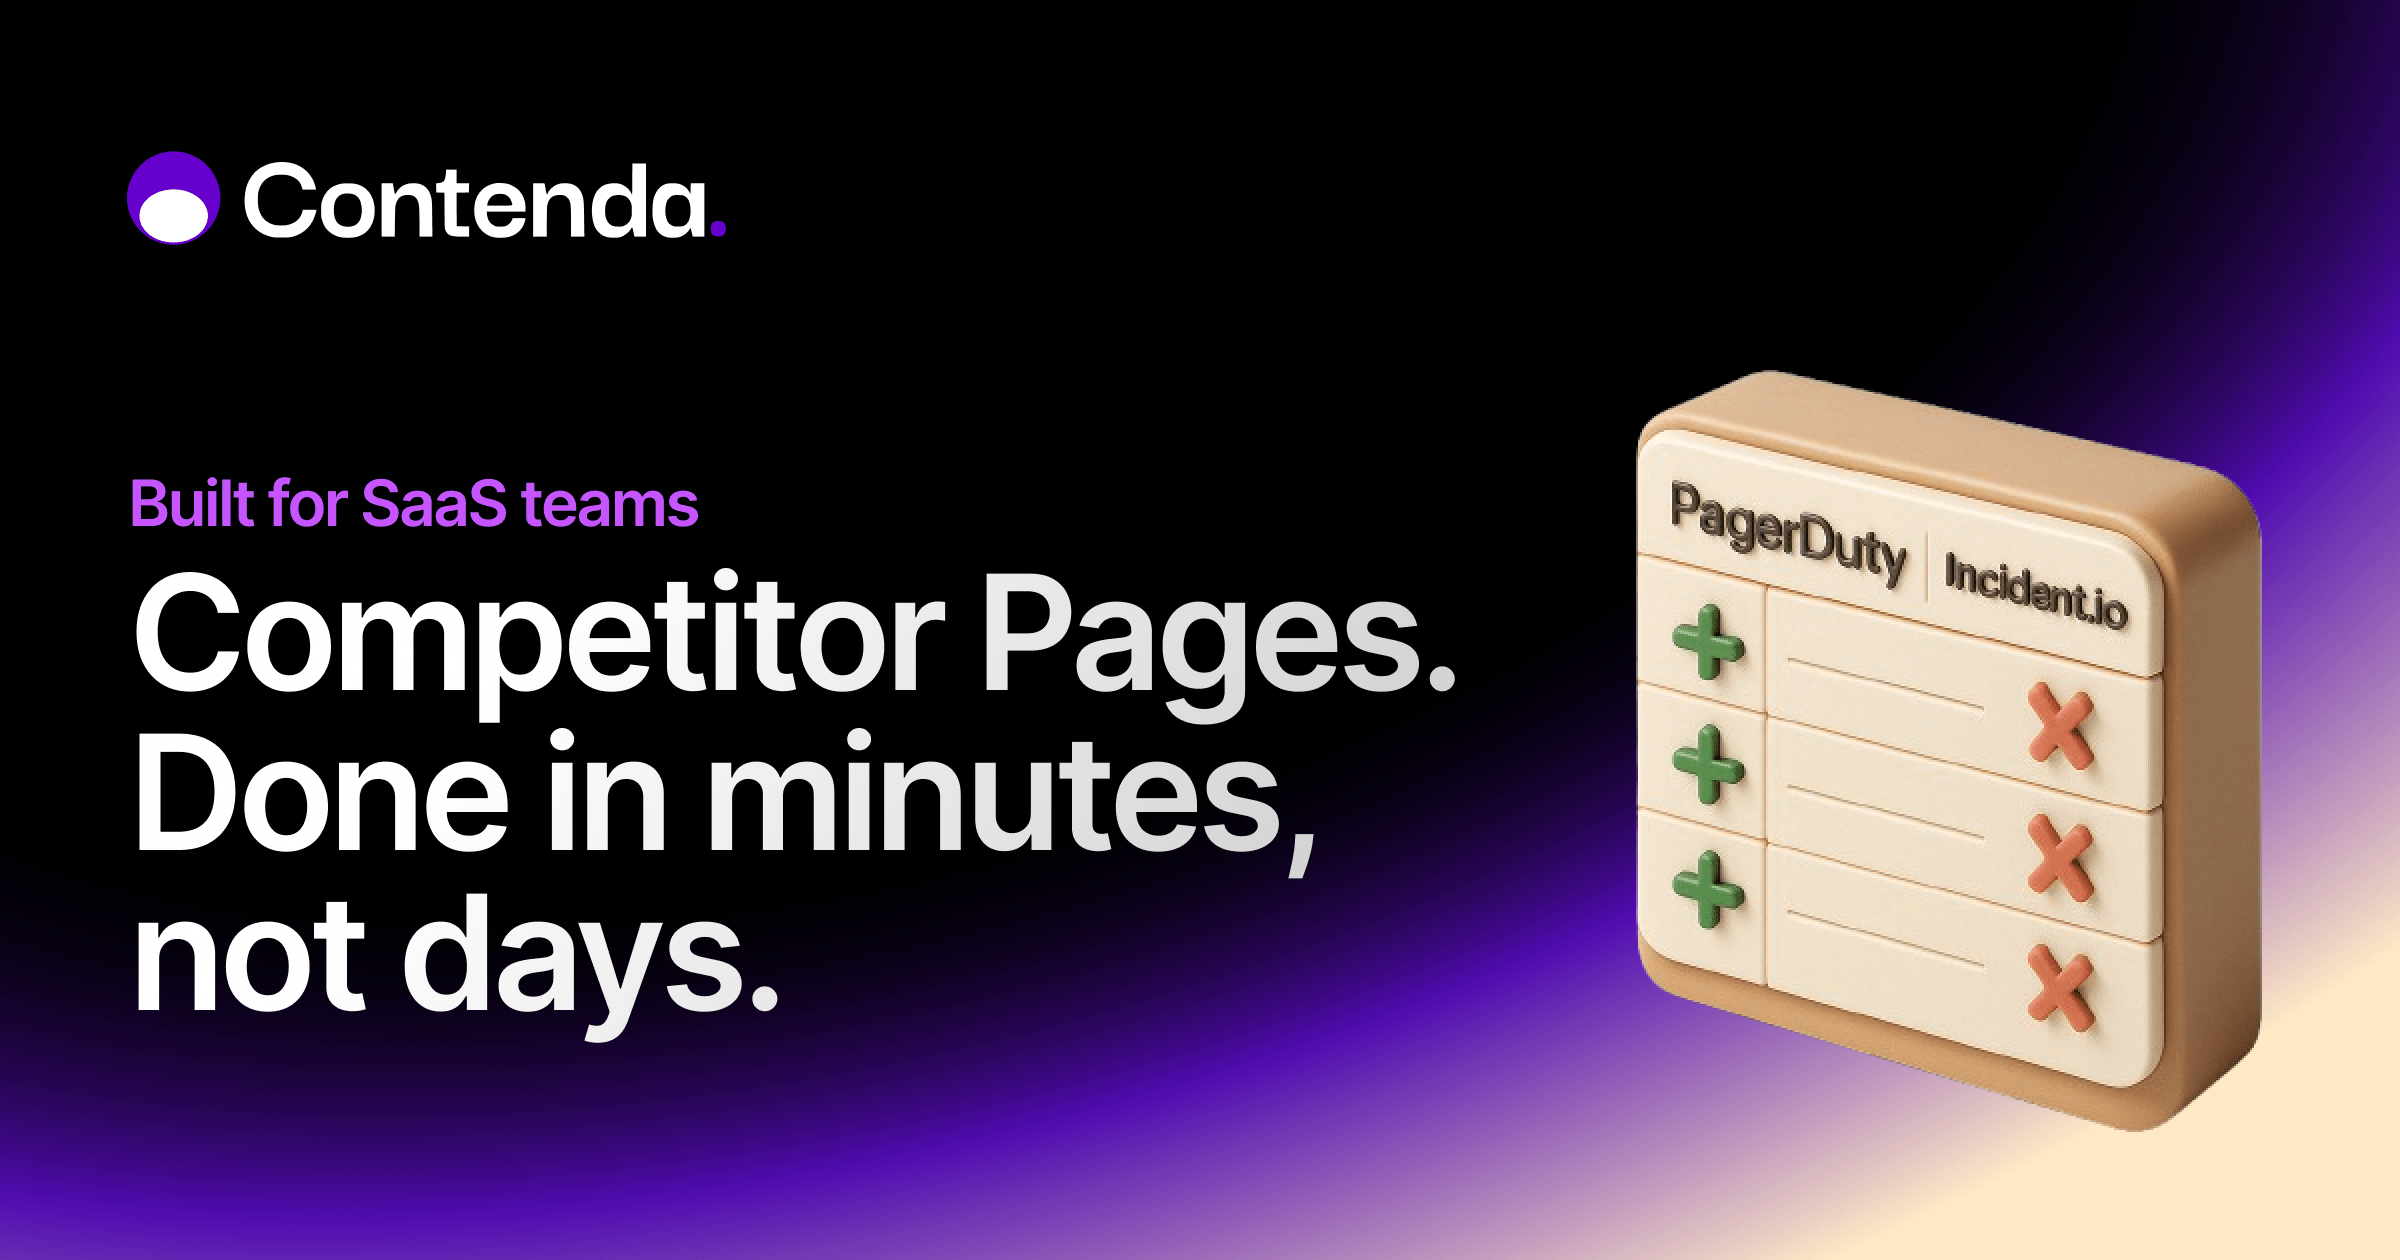 Contenda.
Built for SaaS teams
Competitor Pages.
Done in minutes,
not days.
PagerDuty
Incident.io